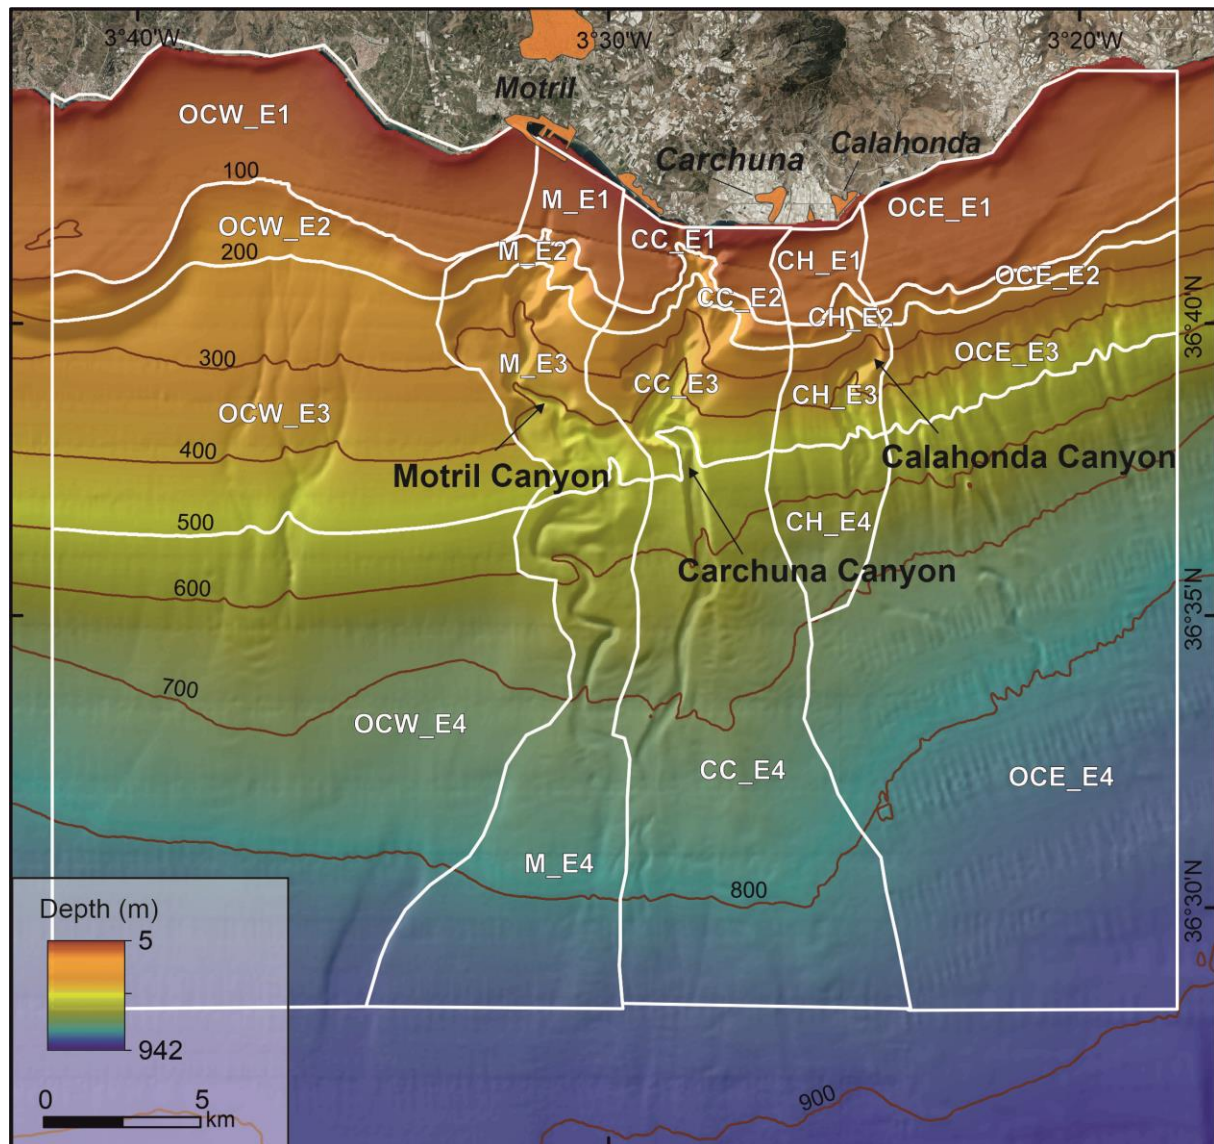 3°40'W
3°30'W
3°20'W
Motril
OCW_E1
Carchuna
Calahonda
100
M_E1
OCE_E1
OCW_E2
CC_E1
200
M_E2
CH_E1
OCE_E2
CC_E2
CH_E2
36°40'N
300
M_E3
OCE_E3
CC_E3
CH_E3
OCW_E3
400
Motril Canyon
Calahonda Canyon
500
CH_E4
Carchuna Canyon
600
36°35'N
700
OCW_E4
CC_E4
OCE_E4
M_E4
800
36°30'N
Depth (m)
5
942
0 5
km
900